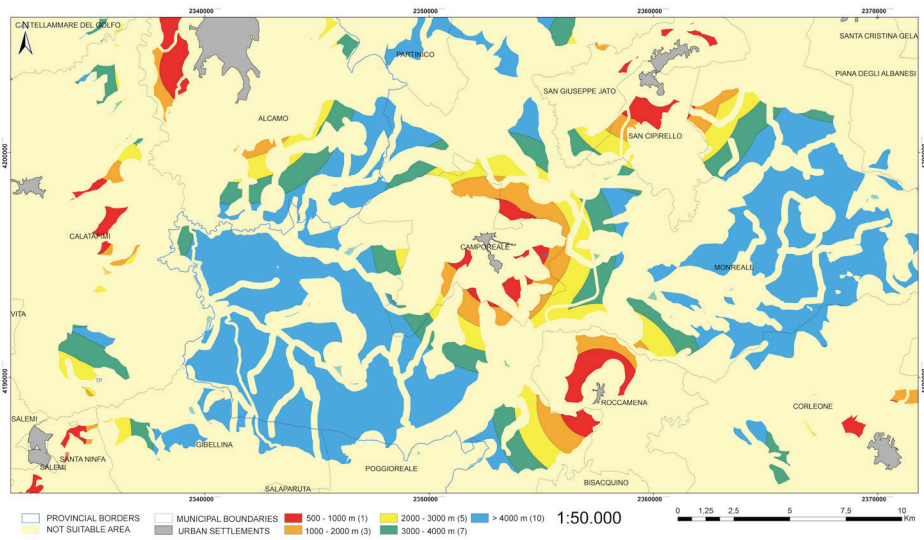 2340000 2350000 2360000 2370000
CASTELLAMMARE DEL GOLFO
SANTA CRISTINA GELA
PARTINICO
PIANA DEGLI ALBANESI
SAN GIUSEPPE JATO
ALCAMO
SAN CIPIRELLO
4200000
CALATAFIMI
CAMPOREALE
MONREALE
VITA
4190000
TP
ROCCAMENA
CORLEONE
SALEMI
GIBELLINA
SANTA NINFA
SALEMI
POGGIOREALE
BISACQUINO
SALAPARUTA
2340000 2350000 2360000 2370000
PROVINCIAL BORDERS MUNICIPAL BOUNDARIES 500 - 1000 m (1) 2000 - 3000 m (5) > 4000 m (10) 1:50.000 0 1,25 2,5 5 7,5 10
NOT SUITABLE AREA URBAN SETTLEMENTS 1000 - 2000 m (3) 3000 - 4000 m (7) Km